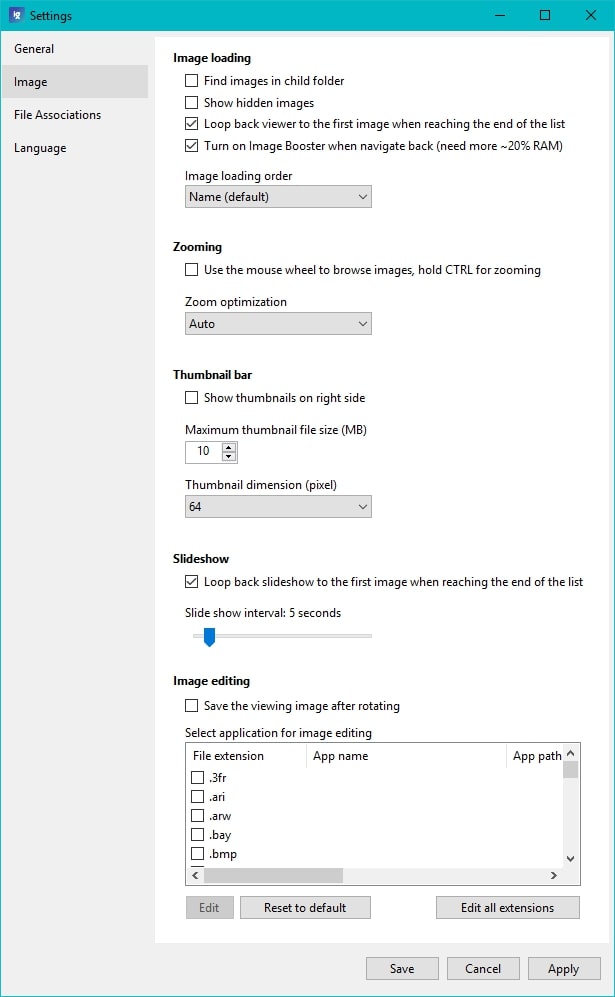 Settings
General
Image
File Associations
Language
Image loading
Find images in child folder
Show hidden images
Loop back viewer to the first image when reaching the end of the list
Turn on Image Booster when navigate back (need more ~20% RAM)
Image loading order
Name (default)
Zooming
Use the mouse wheel to browse images, hold CTRL for zooming
Zoom optimization
Auto
Thumbnail bar
Show thumbnails on right side
Maximum thumbnail file size (MB)
10
Thumbnail dimension (pixel)
64
Slideshow
Loop back slideshow to the first image when reaching the end of the list
Slide show interval: 5 seconds
Image editing
Save the viewing image after rotating
Select application for image editing
File extension App name App path
.3fr
.ari
.arw
.bay
.bmp
Edit Reset to default Edit all extensions
Save Cancel Apply